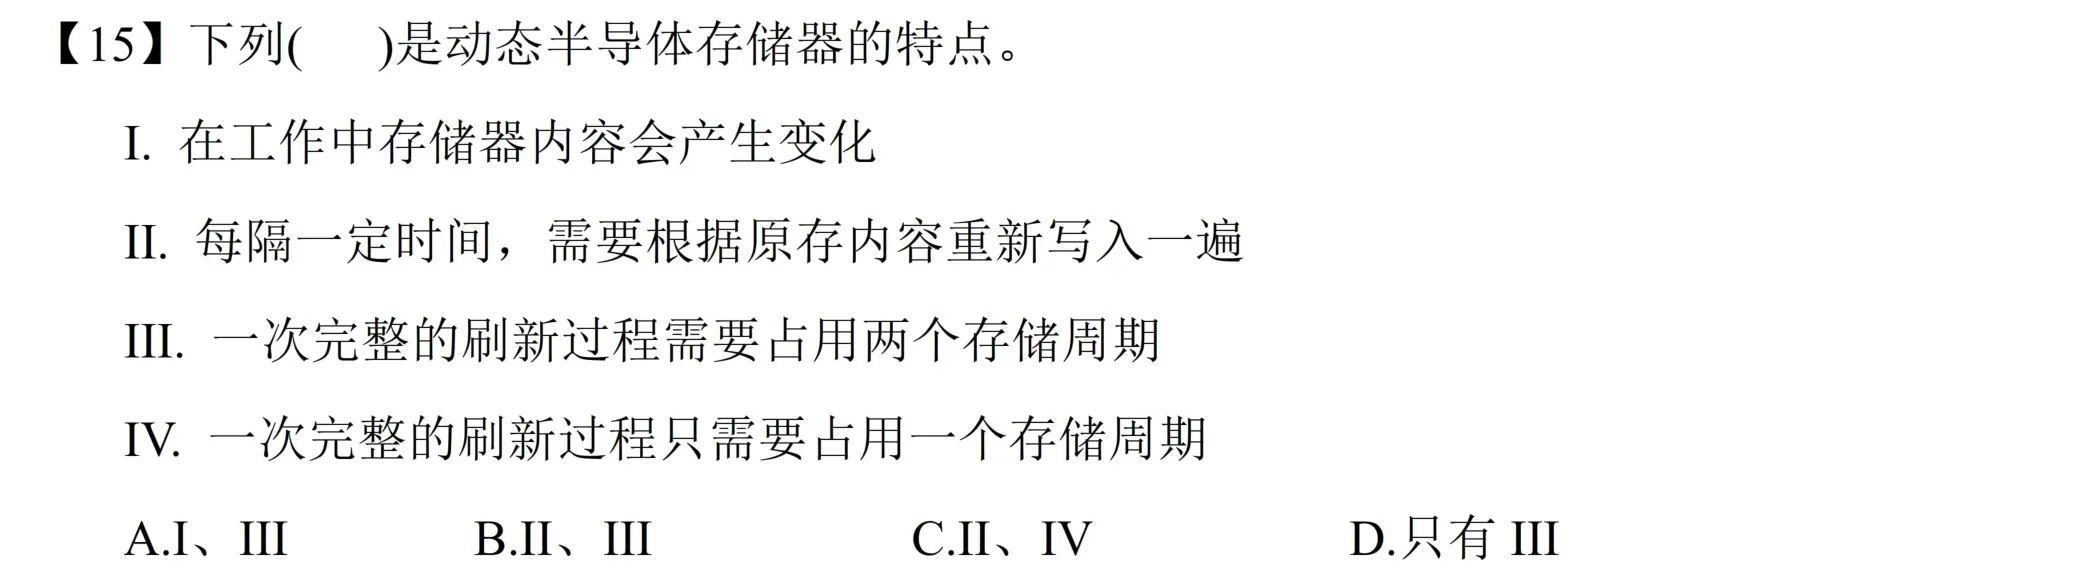 【15】下列(    )是动态半导体存储器的特点。
I. 在工作中存储器内容会产生变化
II. 每隔一定时间，需要根据原存内容重新写入一遍
III. 一次完整的刷新过程需要占用两个存储周期
IV. 一次完整的刷新过程只需要占用一个存储周期
A.I、III    B.II、III    C.II、IV    D.只有 III